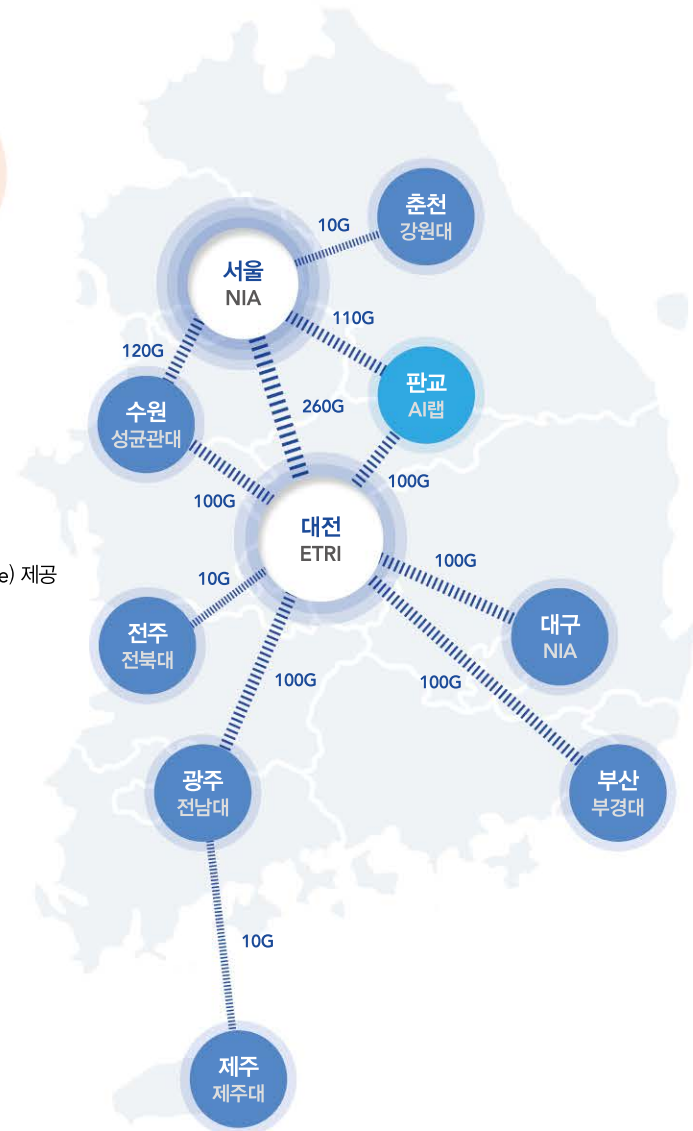 춘천
강원대
10G
서울
NIA
110G
120G
판교
AI랩
수원
성균관대
260G
100G
100G
대전
ETRI
e) 제공
100G
10G
대구
NIA
전주
전북대
100G
100G
광주
전남대
부산
부경대
10G
제주
제주대